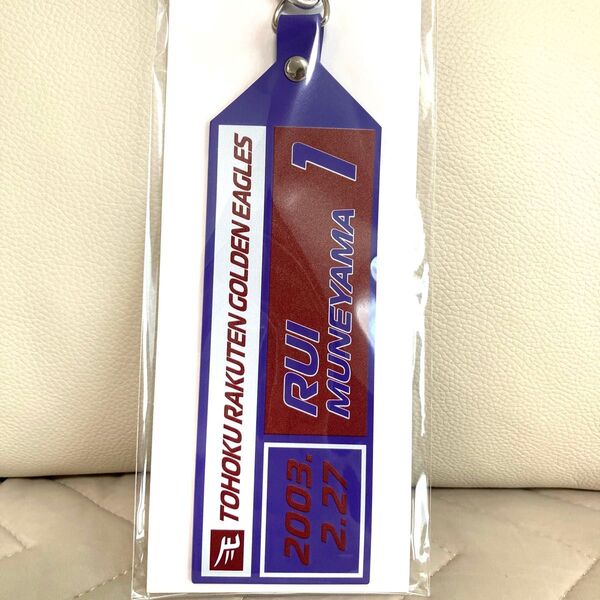 TOHOKU RAKUTEN GOLDEN EAGLES
RUI
MUNEYAMA 1
2003.
2.27